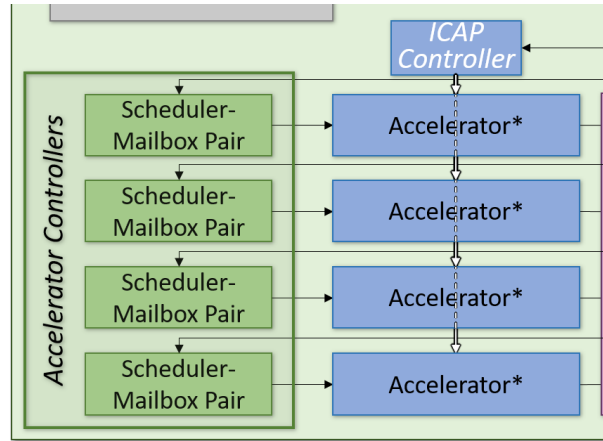 ICAP
Controller
Accelerator Controllers
Scheduler-
Mailbox Pair
Accelerator*
Scheduler-
Mailbox Pair
Accelerator*
Scheduler-
Mailbox Pair
Accelerator*
Scheduler-
Mailbox Pair
Accelerator*